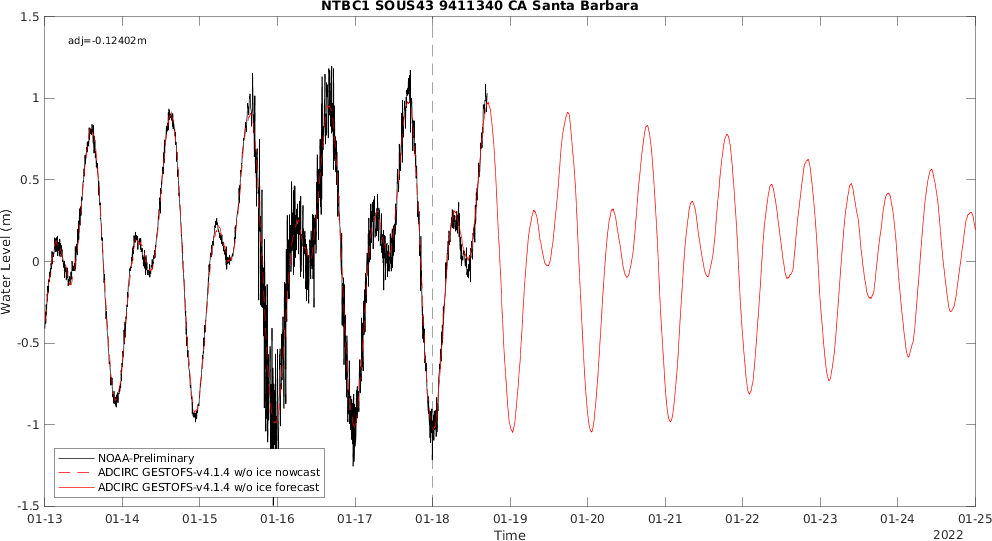 NTBC1 SOUS43 9411340 CA Santa Barbara
adj=-0.12402m
1.5
1
0.5
0
-0.5
-1
-1.5
Water Level (m)
NOAA-Preliminary
ADCIRC GESTOFS-v4.1.4 w/o ice nowcast
ADCIRC GESTOFS-v4.1.4 w/o ice forecast
01-13 01-14 01-15 01-16 01-17 01-18 01-19 01-20 01-21 01-22 01-23 01-24 01-25
Time
2022